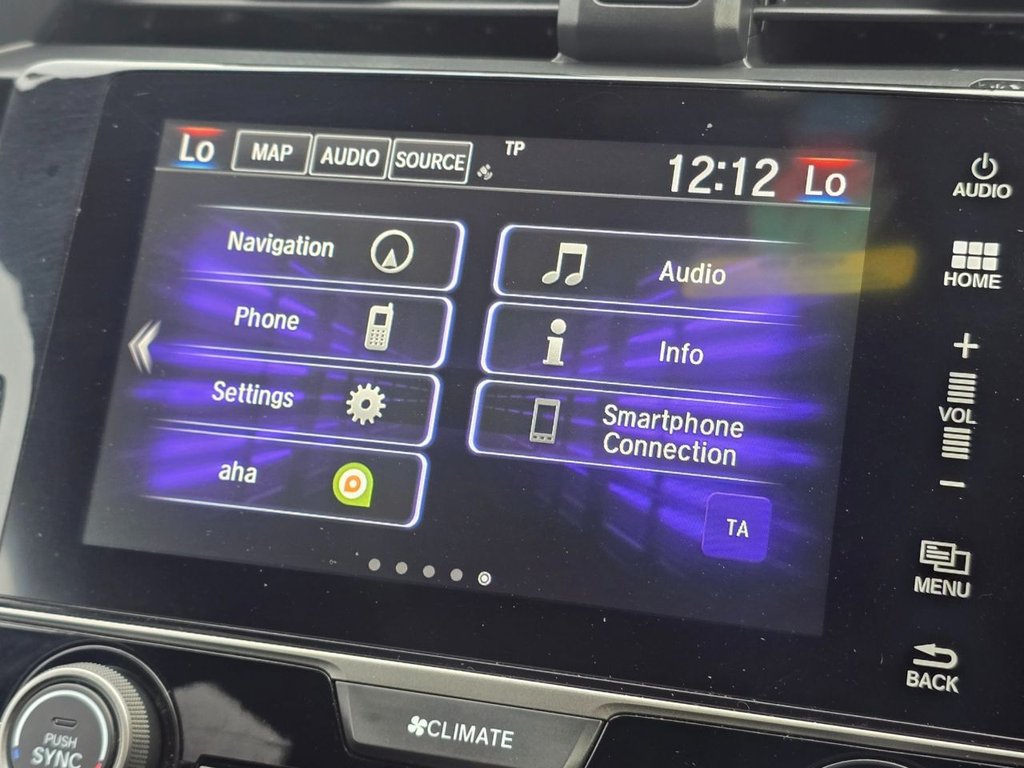 Lo MAP AUDIO SOURCE TP 12:12 Lo
Navigation
Phone
Settings
aha
Audio
Info
Smartphone
Connection
TA
AUDIO
HOME
+
VOL
−
MENU
BACK
PUSH
SYNC
CLIMATE